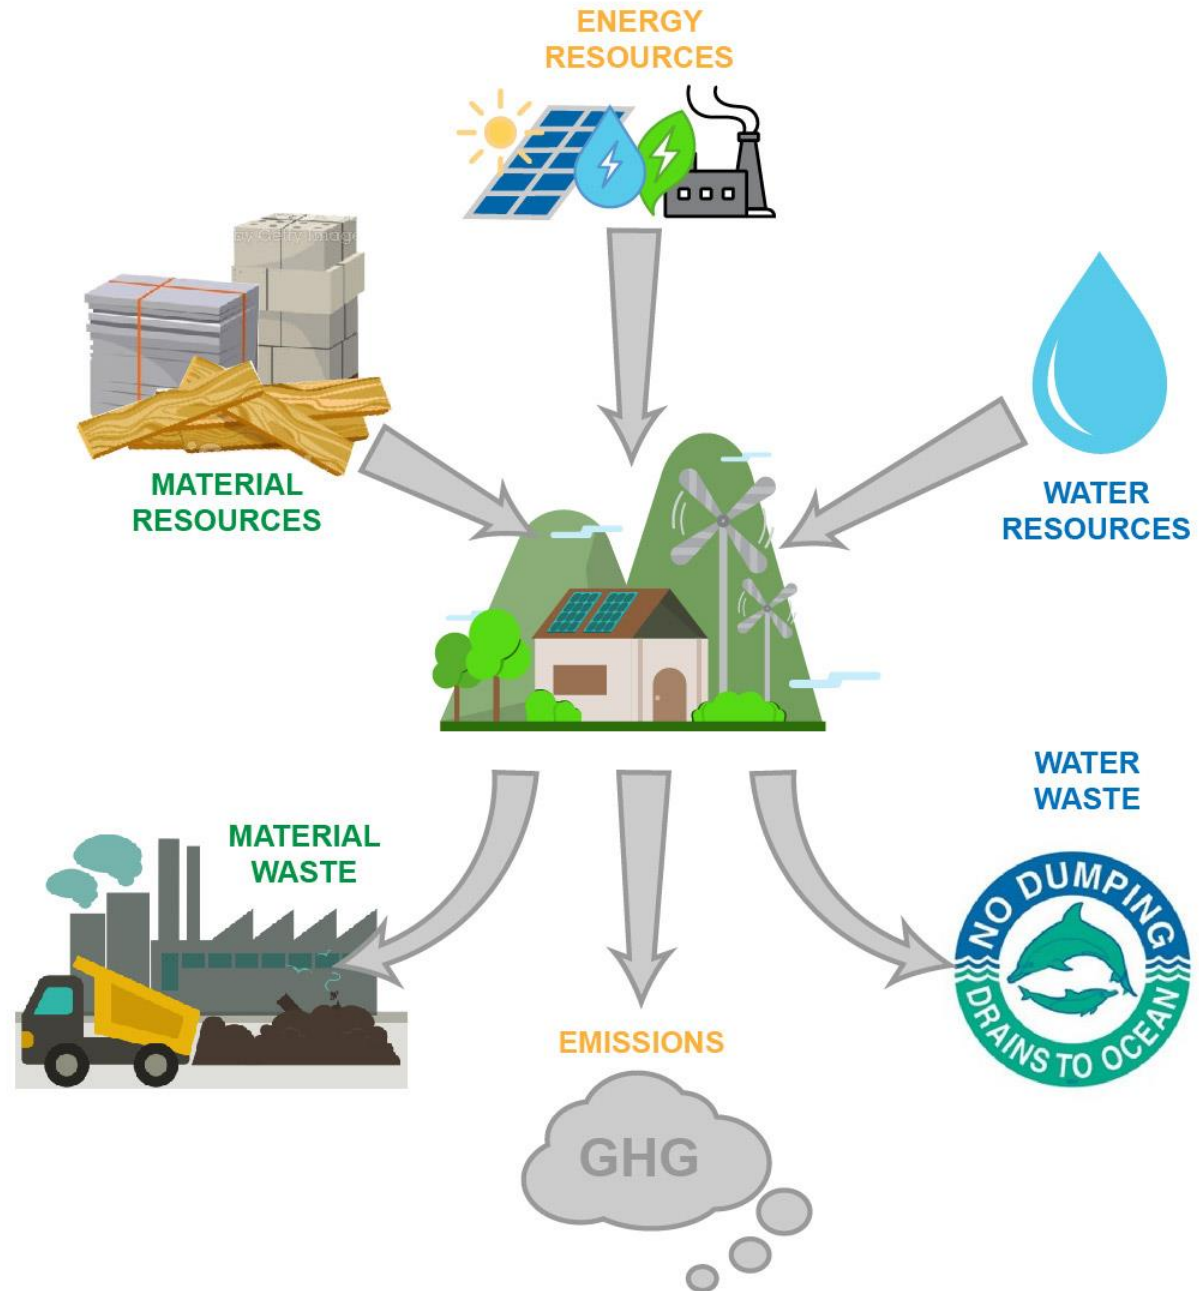 ENERGY
RESOURCES
MATERIAL
RESOURCES
WATER
RESOURCES
MATERIAL
WASTE
WATER
WASTE
NO DUMPING
DRAINS TO OCEAN
EMISSIONS
GHG